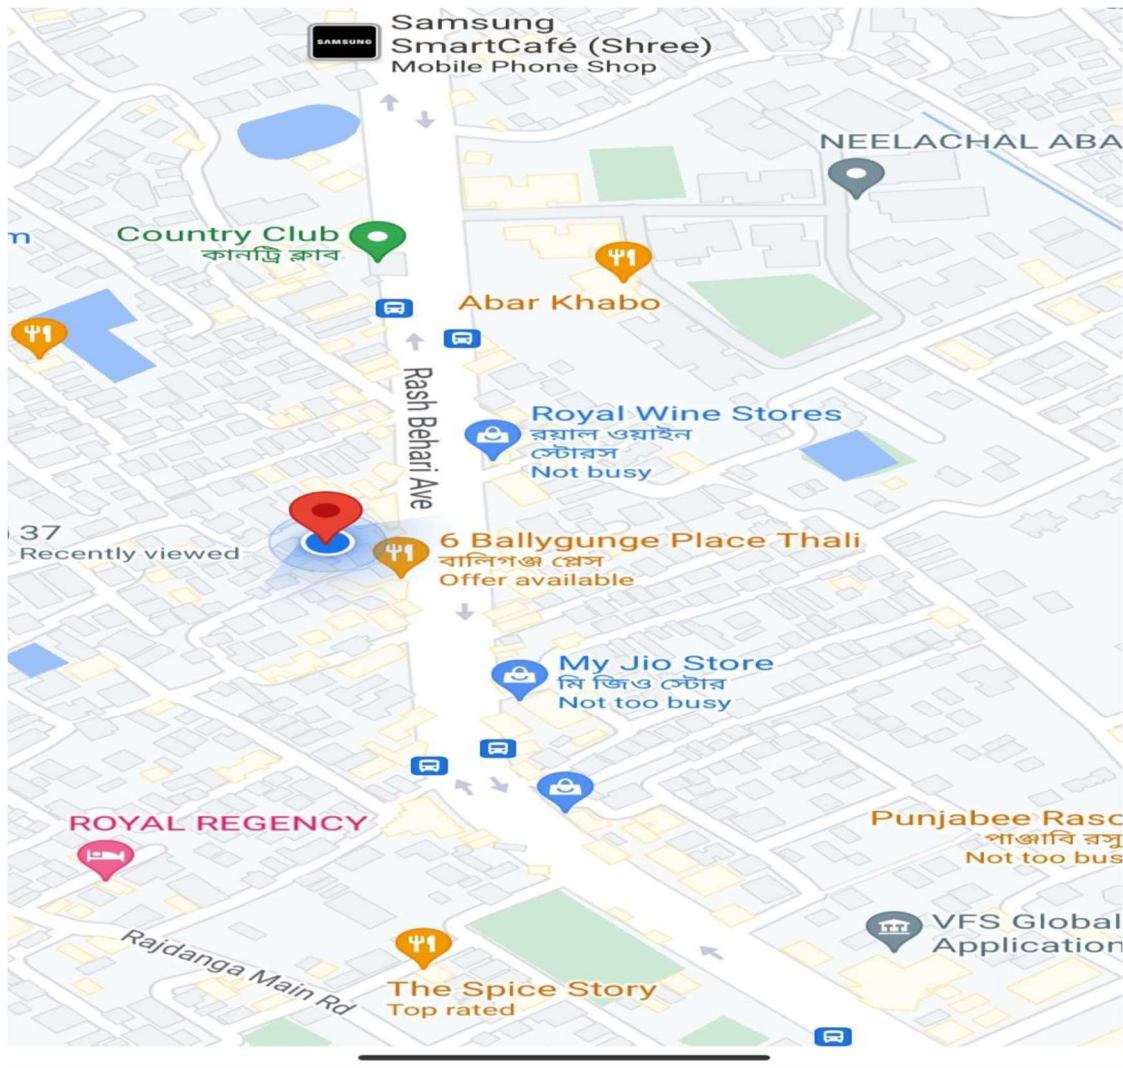 Samsung
SAMSUNG
SmartCafé (Shree)
Mobile Phone Shop
NEELACHAL ABA
Country Club
কানট্রি ক্লাব
m
Abar Khabo
Rash Behari Ave
Royal Wine Stores
রয়াল ওয়াইন
স্টোরস
Not busy
37
Recently viewed
6 Ballygunge Place Thali
বালিগঞ্জ প্লেস
Offer available
My Jio Store
মি জিও স্টোর
Not too busy
ROYAL REGENCY
Punjabee Raso
পাঞ্জাবি রসু
Not too bus
VFS Global
Application
Rajdanga Main Rd
The Spice Story
Top rated